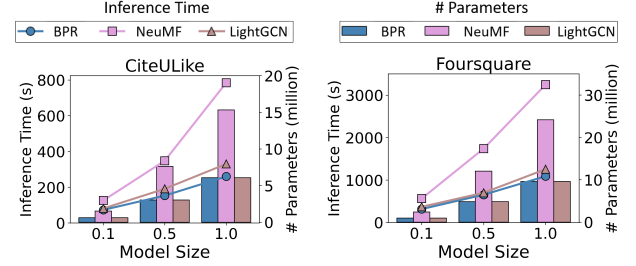 Inference Time
BPR NeuMF LightGCN
# Parameters
BPR NeuMF LightGCN
CiteULike
Inference Time (s)
800
600
400
200
0
20
15
10
5
0
# Parameters (million)
0.1 0.5 1.0
Model Size
Foursquare
Inference Time (s)
3000
2000
1000
0
30
20
10
0
# Parameters (million)
0.1 0.5 1.0
Model Size